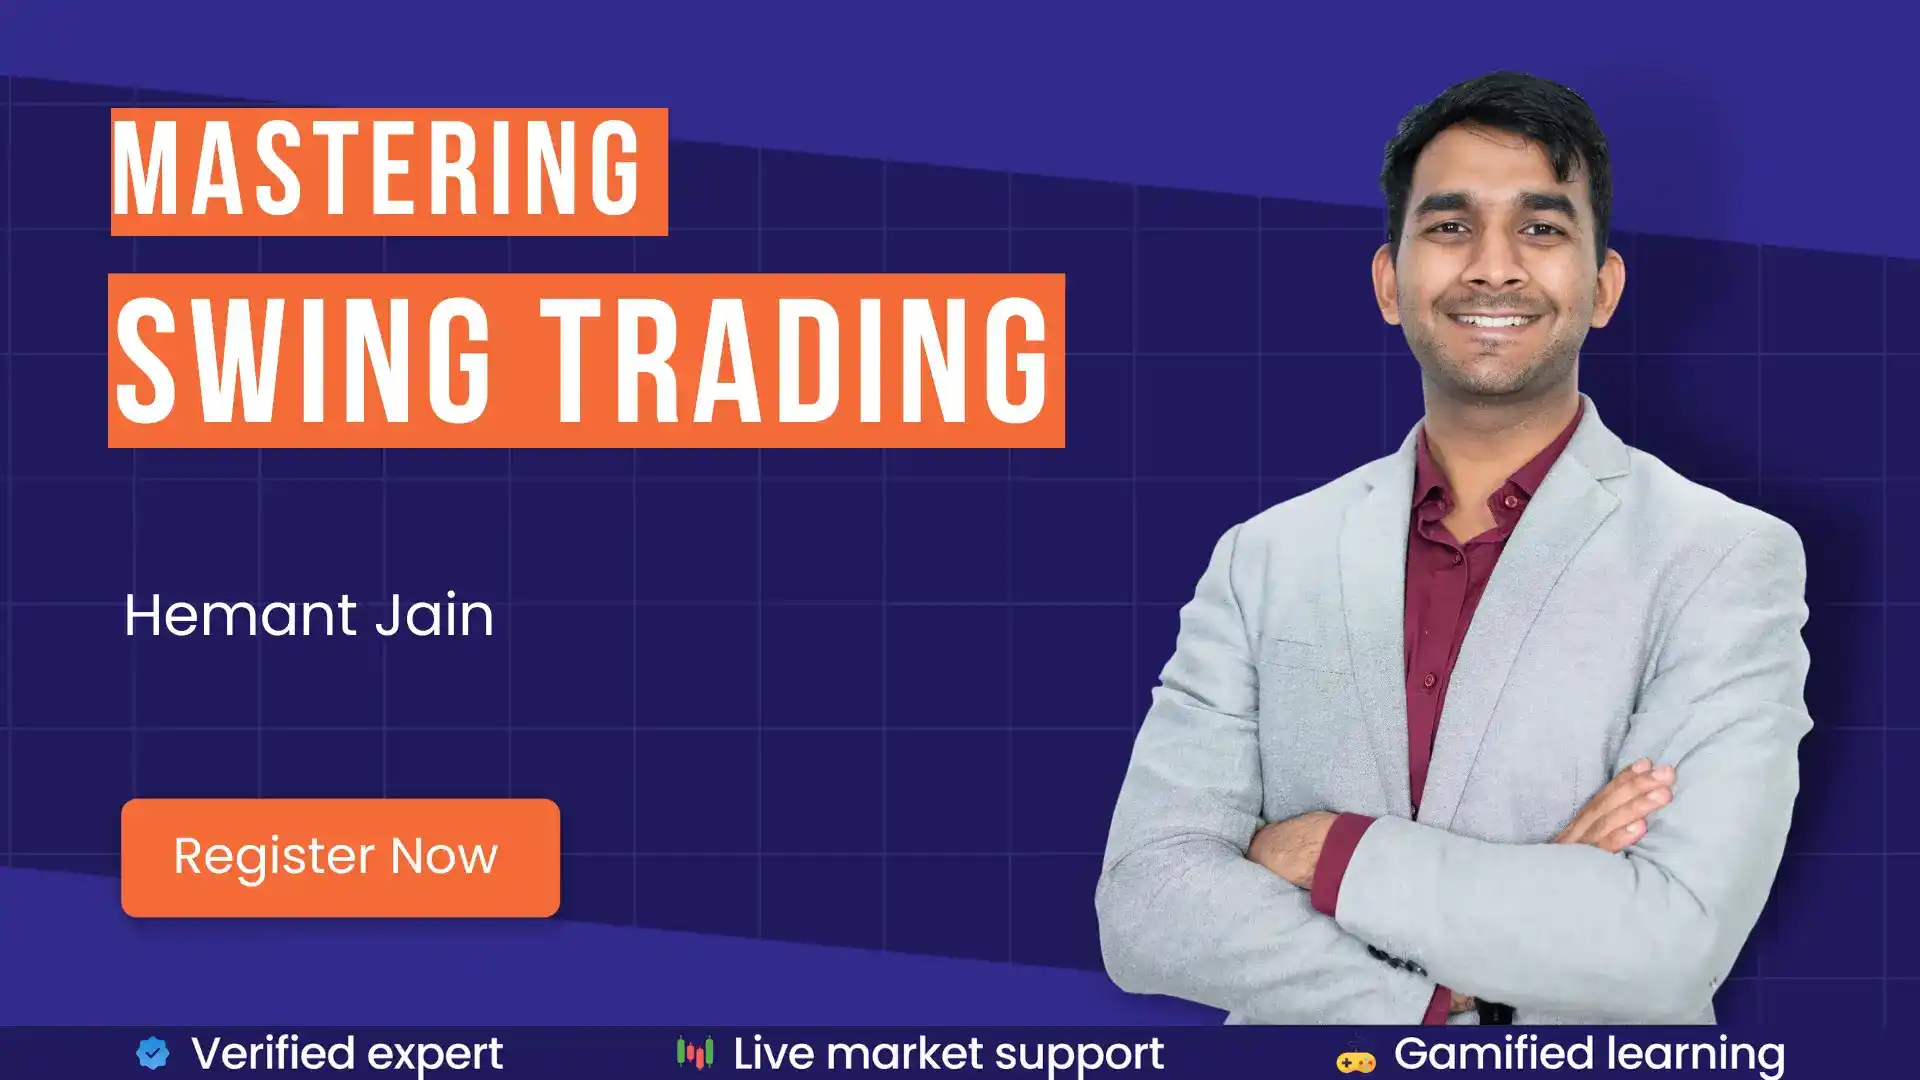 MASTERING
SWING TRADING
Hemant Jain
Register Now
Verified expert
Live market support
Gamified learning